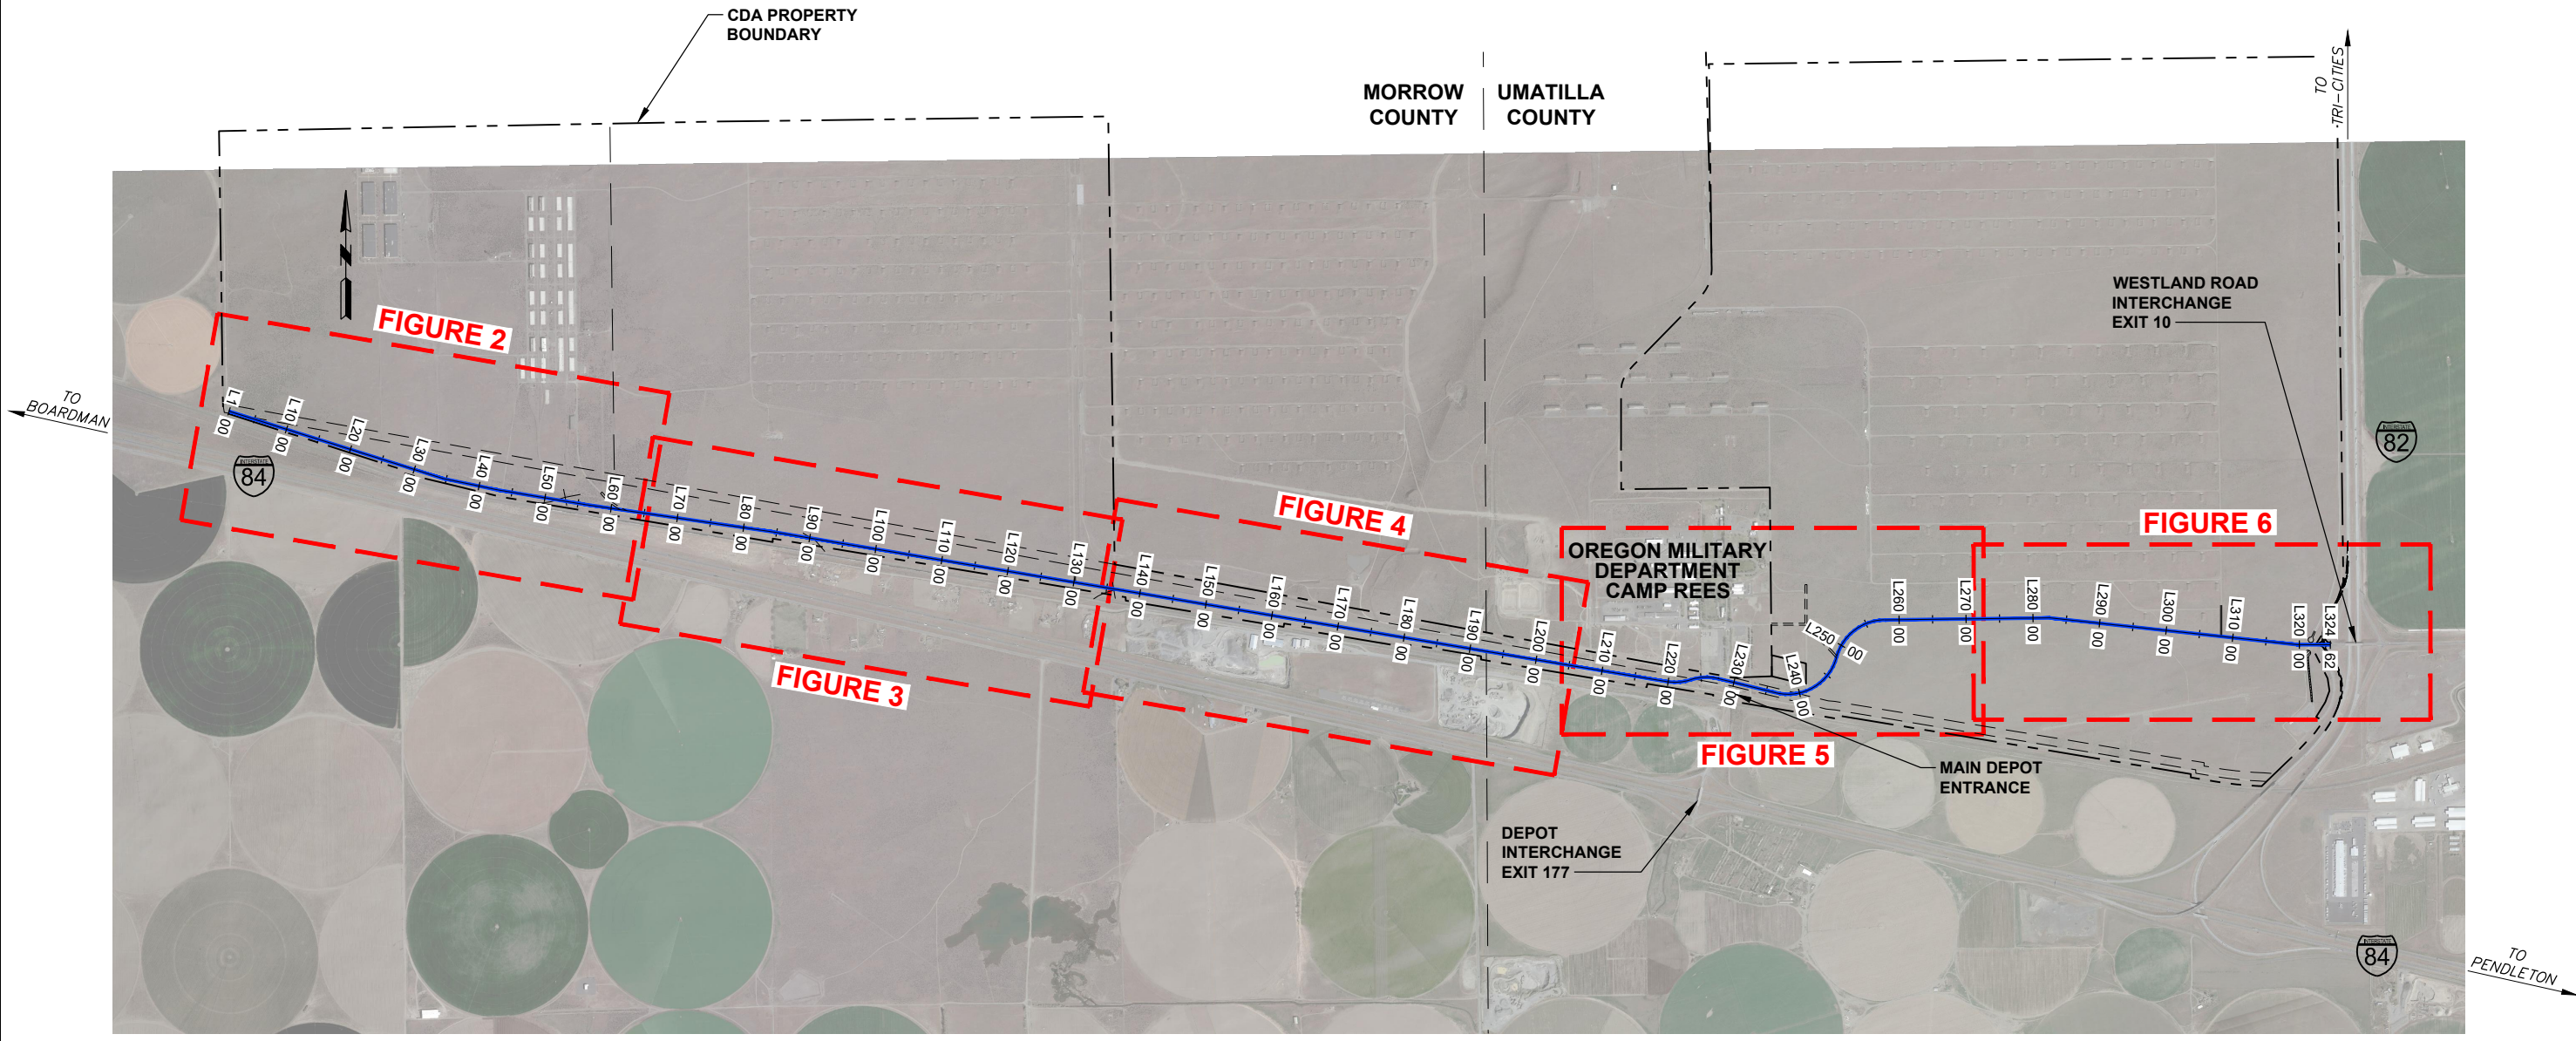 CDA PROPERTY
BOUNDARY
MORROW
COUNTY
UMATILLA
COUNTY
TO
TRI-CITIES
WESTLAND ROAD
INTERCHANGE
EXIT 10
N
FIGURE 2
TO
BOARDMAN
INTERSTATE
84
INTERSTATE
82
L1
00
L10
00
L20
00
L30
00
L40
00
L50
00
L60
00
L70
00
L80
00
L90
00
L100
00
L110
00
L120
00
L130
00
L140
00
L150
00
L160
00
L170
00
L180
00
L190
00
L200
00
L210
00
L220
00
L230
00
L240
00
L250
00
L260
00
L270
00
L280
00
L290
00
L300
00
L310
00
L320
00
L324
62
FIGURE 4
FIGURE 6
OREGON MILITARY
DEPARTMENT
CAMP REES
FIGURE 3
FIGURE 5
MAIN DEPOT
ENTRANCE
DEPOT
INTERCHANGE
EXIT 177
INTERSTATE
84
TO
PENDLETON